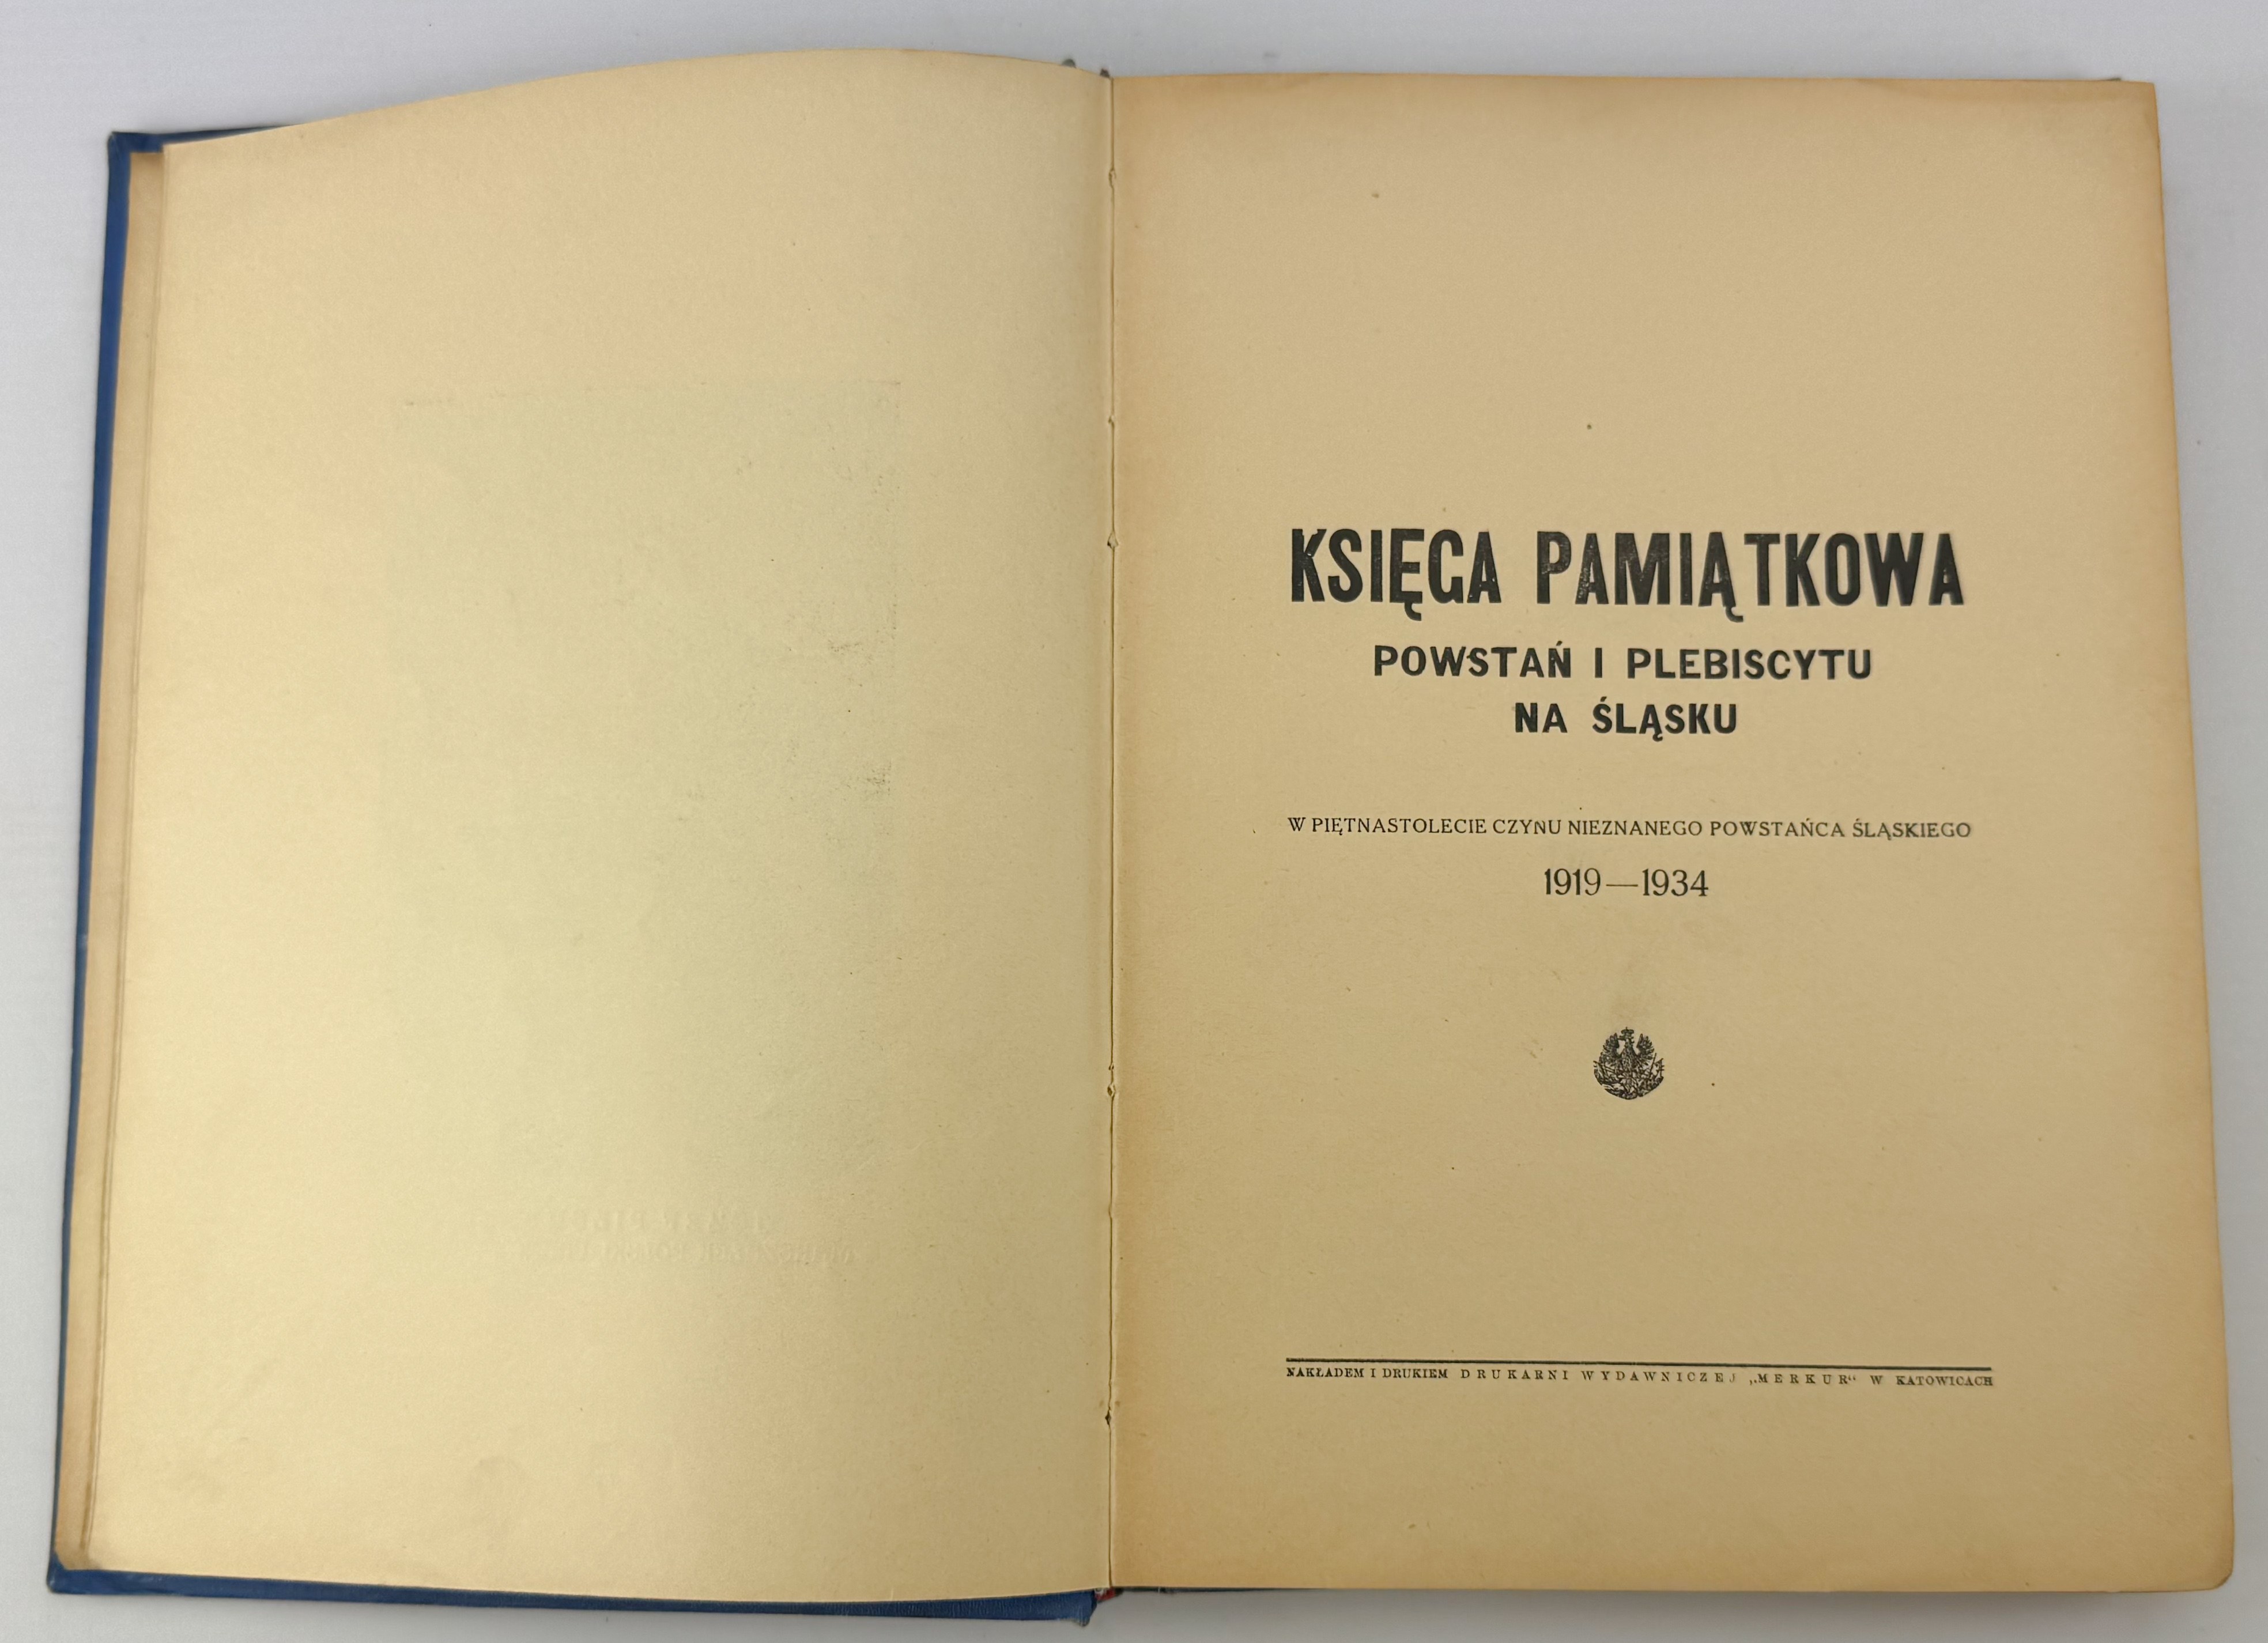 KSIĘGA PAMIĄTKOWA
POWSTAŃ I PLEBISCYTU
NA ŚLĄSKU
W PIĘTNASTOLECIE CZYNU NIEZNANEGO POWSTAŃCA ŚLĄSKIEGO
1919—1934
NAKŁADEM I DRUKIEM DRUKARNI WYDAWNICZEJ „MERKUR“ W KATOWICACH